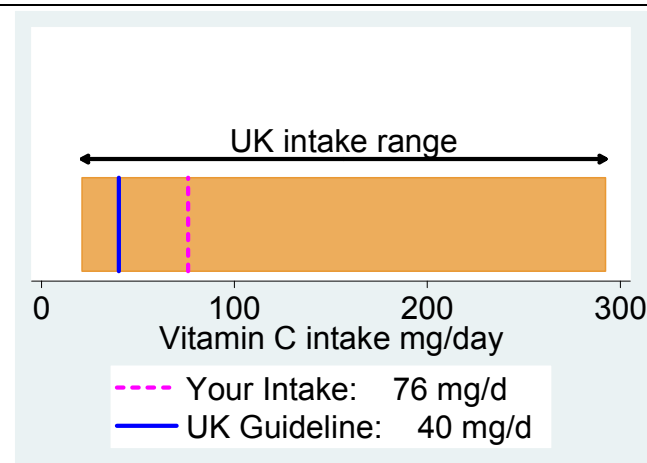 UK intake range
0 100 200 300
Vitamin C intake mg/day
Your Intake: 76 mg/d
UK Guideline: 40 mg/d